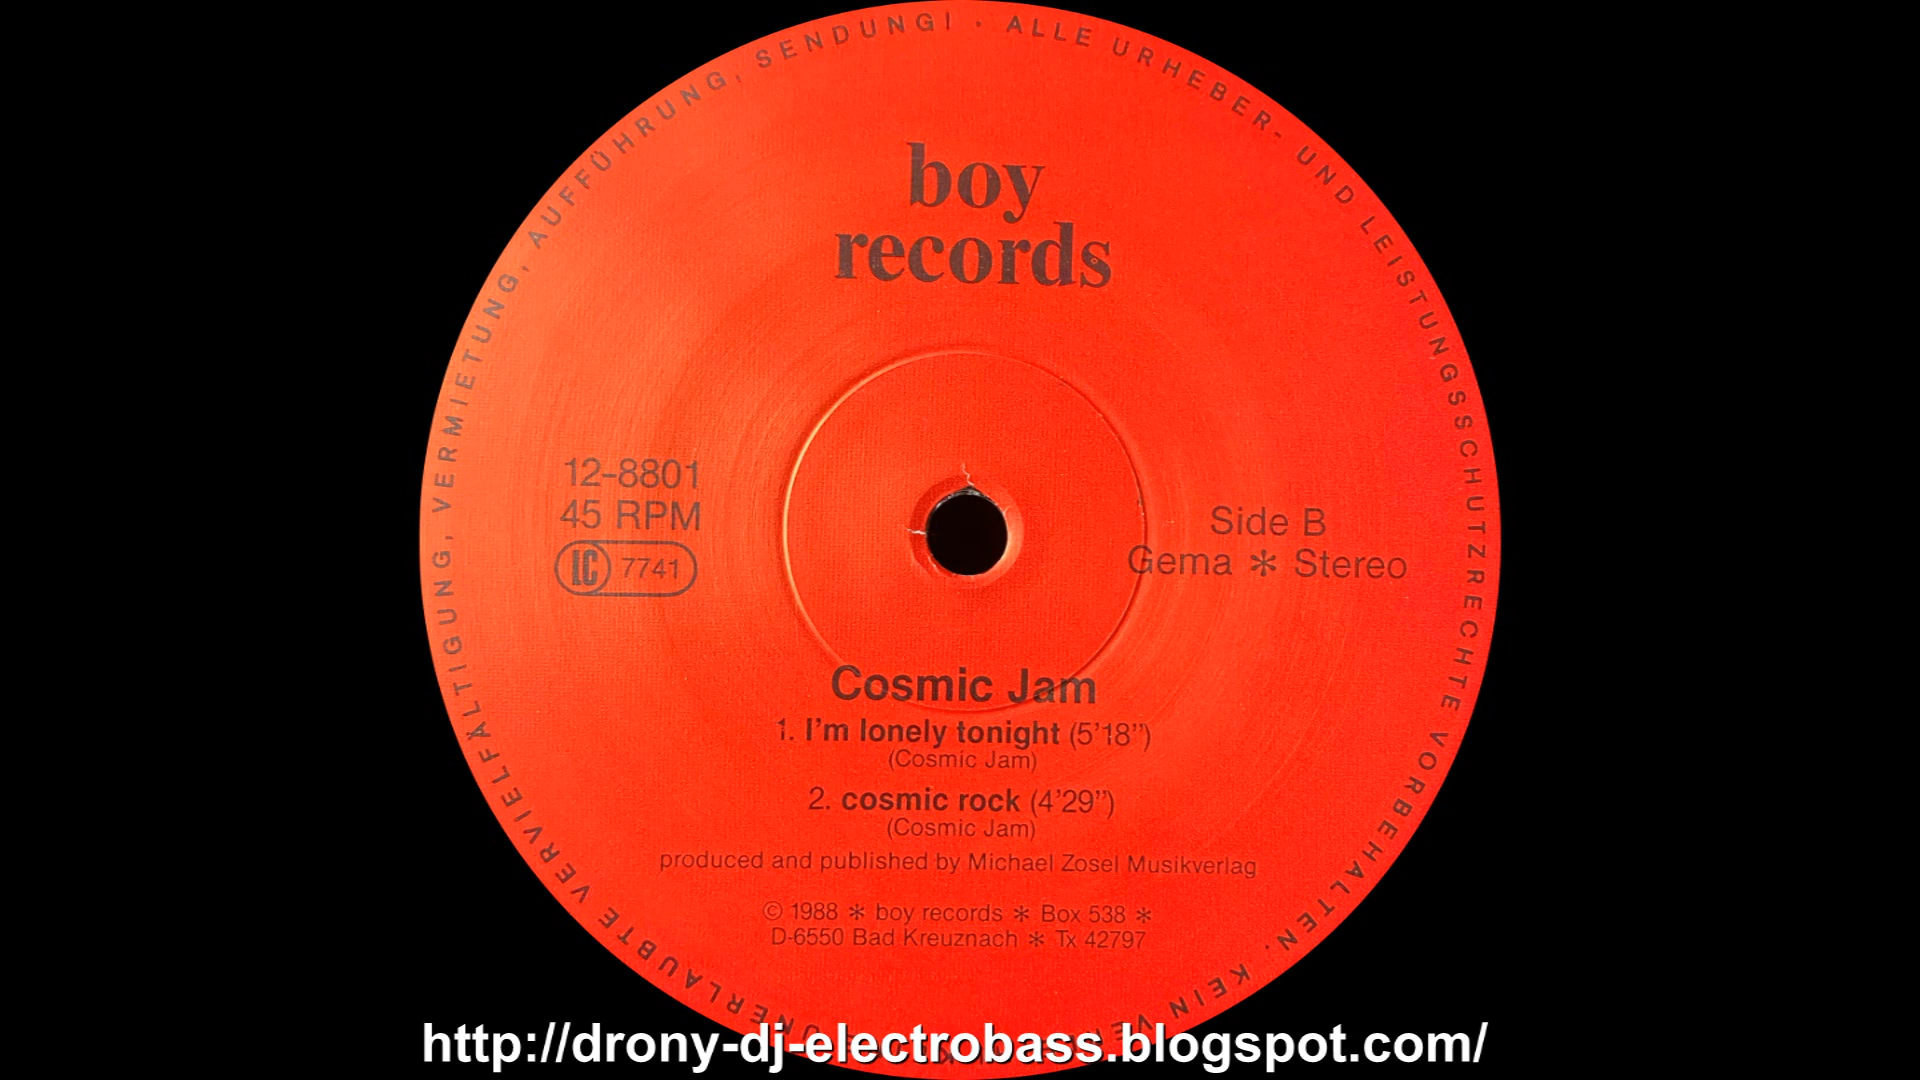 SENDUNG! · ALLE URHEBER- UND LEISTUNGSSCHUTZRECHTE VORBEHALTEN. KEIN
UNERLAUBTE VERVIELFÄLTIGUNG, VERMIETUNG, AUFFÜHRUNG,
boy
records
12-8801
45 RPM
LC 7741
Side B
Gema * Stereo
Cosmic Jam
1. I'm lonely tonight (5'18")
(Cosmic Jam)
2. cosmic rock (4'29")
(Cosmic Jam)
produced and published by Michael Zosel Musikverlag
© 1988 * boy records * Box 538 *
D-6550 Bad Kreuznach * Tx 42797
http://drony-dj-electrobass.blogspot.com/